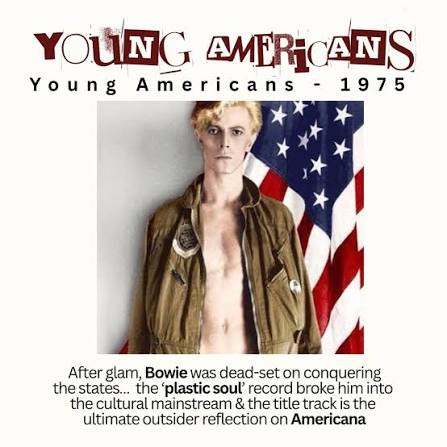 YOUNG AMERICANS
Young Americans - 1975
After glam, Bowie was dead-set on conquering
the states... the ‘plastic soul’ record broke him into
the cultural mainstream & the title track is the
ultimate outsider reflection on Americana